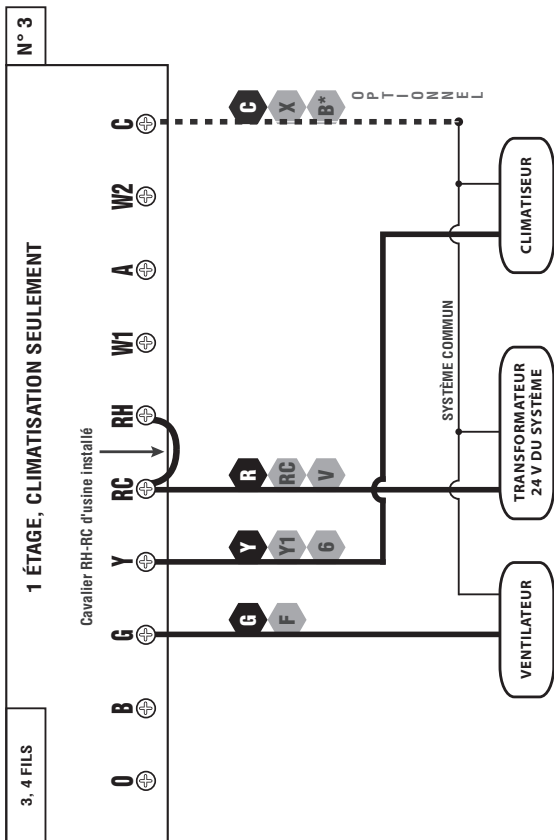 3, 4 FILS
N° 3
1 ÉTAGE, CLIMATISATION SEULEMENT
Cavalier RH-RC d'usine installé
O B G Y RC RH W1 A W2 C
G Y R C
F Y1 RC X
6 V B*
OPTIONNEL
SYSTÈME COMMUN
VENTILATEUR
TRANSFORMATEUR
24 V DU SYSTÈME
CLIMATISEUR